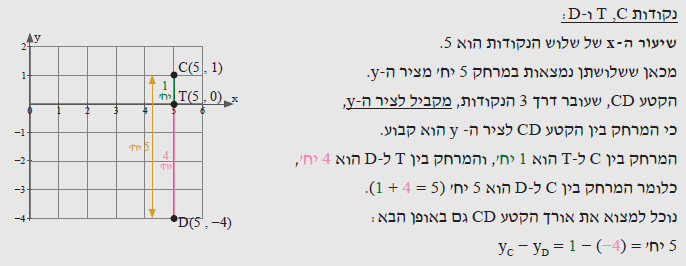 נקודות C, T ו-D:
שיעור ה-x של שלוש הנקודות הוא 5.
מכאן ששלושתן נמצאות במרחק 5 יח׳ מציר ה-y.
הקטע CD, שעובר דרך 3 הנקודות, מקביל לציר ה-y,
כי המרחק בין הקטע CD לציר ה- y הוא קבוע.
המרחק בין C ל-T הוא 1 יח׳, והמרחק בין T ל-D הוא 4 יח׳,
כלומר המרחק בין C ל-D הוא 5 יח׳ (1 + 4 = 5).
נוכל למצוא את אורך הקטע CD גם באופן הבא:
y_C − y_D = 1 − (−4) = 5 יח׳
y
2
C(5 , 1)
1
1 יח׳
T(5 , 0)
x
0 1 2 3 4 5 6
−1
5 יח׳
4 יח׳
−2
−3
−4
D(5 , −4)